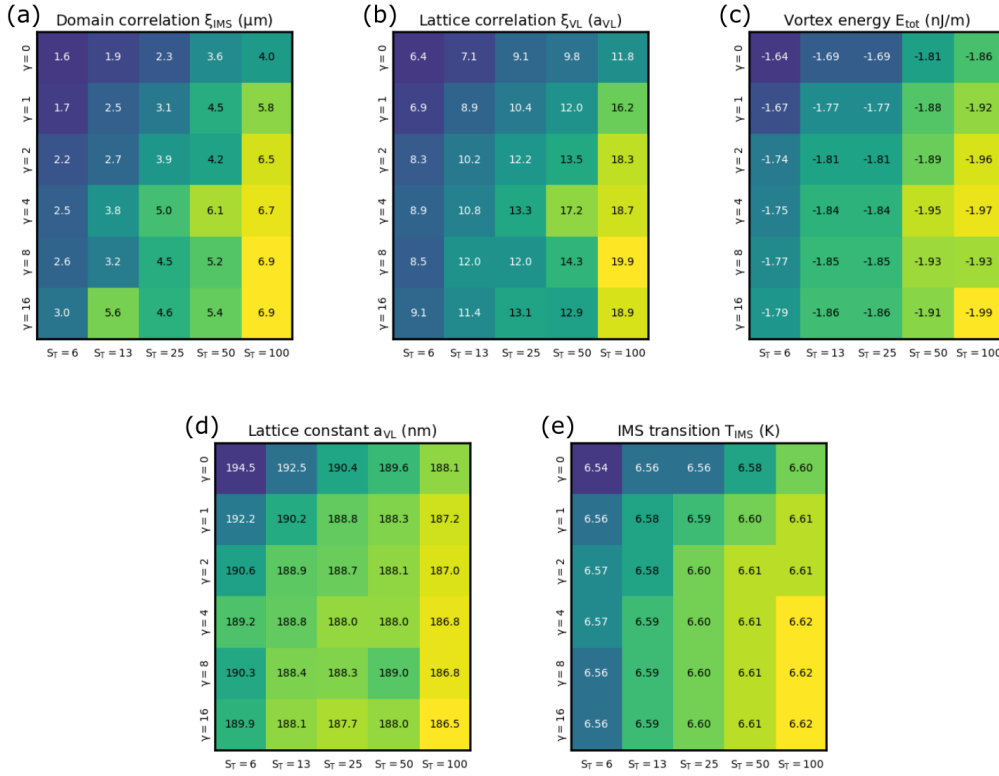 (a) Domain correlation ξIMS (μm)
γ = 0 1.6 1.9 2.3 3.6 4.0
γ = 1 1.7 2.5 3.1 4.5 5.8
γ = 2 2.2 2.7 3.9 4.2 6.5
γ = 4 2.5 3.8 5.0 6.1 6.7
γ = 8 2.6 3.2 4.5 5.2 6.9
γ = 16 3.0 5.6 4.6 5.4 6.9
ST = 6 ST = 13 ST = 25 ST = 50 ST = 100
(b) Lattice correlation ξVL (aVL)
γ = 0 6.4 7.1 9.1 9.8 11.8
γ = 1 6.9 8.9 10.4 12.0 16.2
γ = 2 8.3 10.2 12.2 13.5 18.3
γ = 4 8.9 10.8 13.3 17.2 18.7
γ = 8 8.5 12.0 12.0 14.3 19.9
γ = 16 9.1 11.4 13.1 12.9 18.9
ST = 6 ST = 13 ST = 25 ST = 50 ST = 100
(c) Vortex energy Etot (nJ/m)
γ = 0 -1.64 -1.69 -1.69 -1.81 -1.86
γ = 1 -1.67 -1.77 -1.77 -1.88 -1.92
γ = 2 -1.74 -1.81 -1.81 -1.89 -1.96
γ = 4 -1.75 -1.84 -1.84 -1.95 -1.97
γ = 8 -1.77 -1.85 -1.85 -1.93 -1.93
γ = 16 -1.79 -1.86 -1.86 -1.91 -1.99
ST = 6 ST = 13 ST = 25 ST = 50 ST = 100
(d) Lattice constant aVL (nm)
γ = 0 194.5 192.5 190.4 189.6 188.1
γ = 1 192.2 190.2 188.8 188.3 187.2
γ = 2 190.6 188.9 188.7 188.1 187.0
γ = 4 189.2 188.8 188.0 188.0 186.8
γ = 8 190.3 188.4 188.3 189.0 186.8
γ = 16 189.9 188.1 187.7 188.0 186.5
ST = 6 ST = 13 ST = 25 ST = 50 ST = 100
(e) IMS transition TIMS (K)
γ = 0 6.54 6.56 6.56 6.58 6.60
γ = 1 6.56 6.58 6.59 6.60 6.61
γ = 2 6.57 6.58 6.60 6.61 6.61
γ = 4 6.57 6.59 6.60 6.61 6.62
γ = 8 6.56 6.59 6.60 6.61 6.62
γ = 16 6.56 6.59 6.60 6.61 6.62
ST = 6 ST = 13 ST = 25 ST = 50 ST = 100